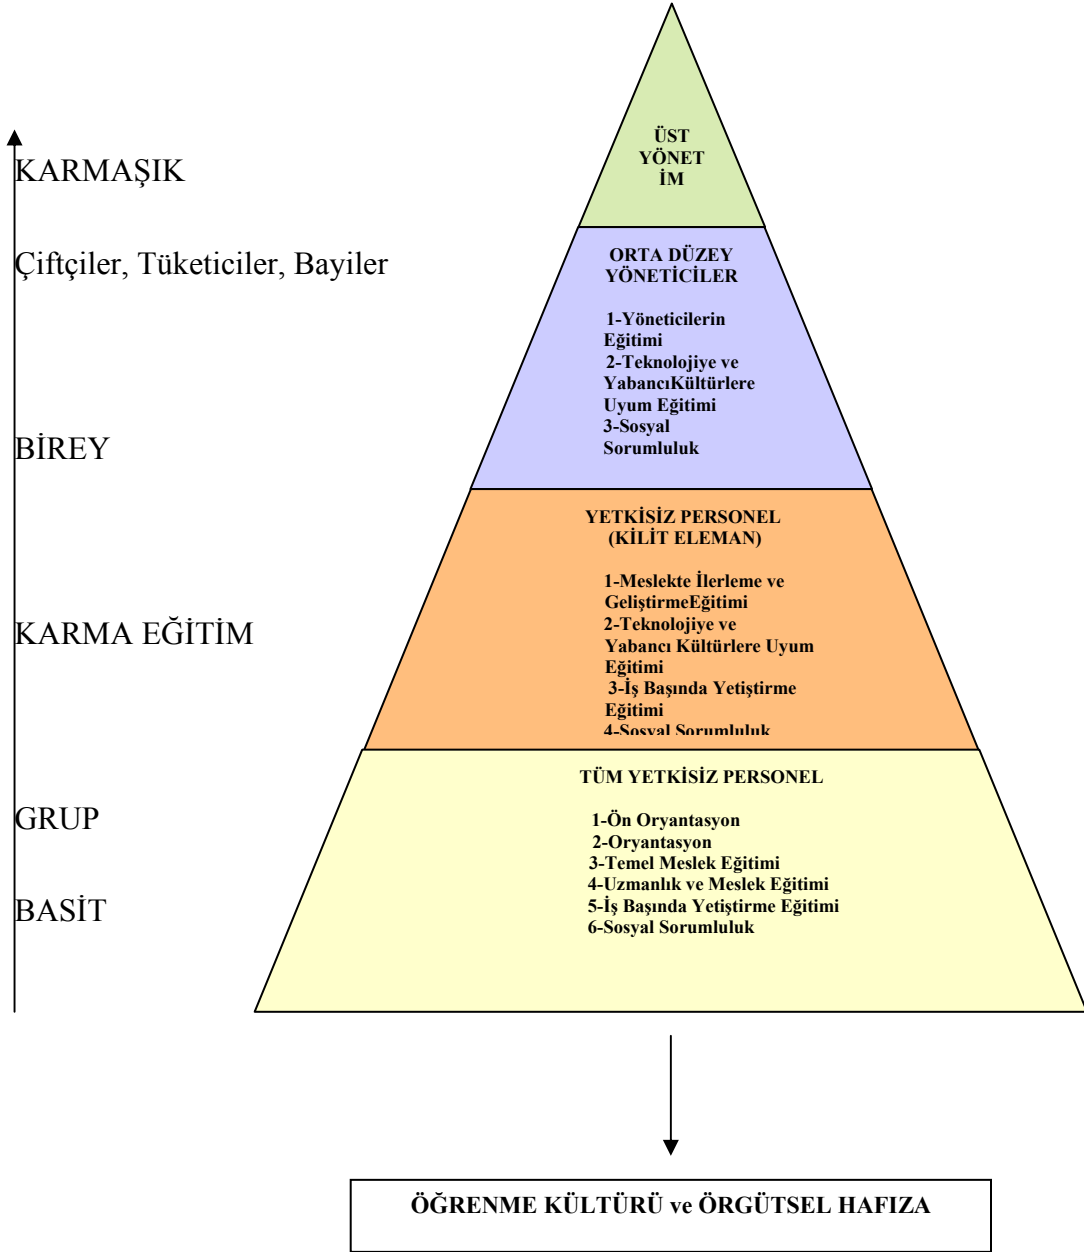 ÜST
YÖNET
İM
KARMAŞIK
Çiftçiler, Tüketiciler, Bayiler
ORTA DÜZEY
YÖNETİCİLER
1-Yöneticilerin
Eğitimi
2-Teknolojiye ve
YabancıKültürlere
Uyum Eğitimi
3-Sosyal
Sorumluluk
BİREY
YETKİSİZ PERSONEL
(KİLİT ELEMAN)
1-Meslekte İlerleme ve
GeliştirmeEğitimi
2-Teknolojiye ve
Yabancı Kültürlere Uyum
Eğitimi
3-İş Başında Yetiştirme
Eğitimi
4-Sosyal Sorumluluk
KARMA EĞİTİM
TÜM YETKİSİZ PERSONEL
1-Ön Oryantasyon
2-Oryantasyon
3-Temel Meslek Eğitimi
4-Uzmanlık ve Meslek Eğitimi
5-İş Başında Yetiştirme Eğitimi
6-Sosyal Sorumluluk
GRUP
BASİT
ÖĞRENME KÜLTÜRÜ ve ÖRGÜTSEL HAFIZA